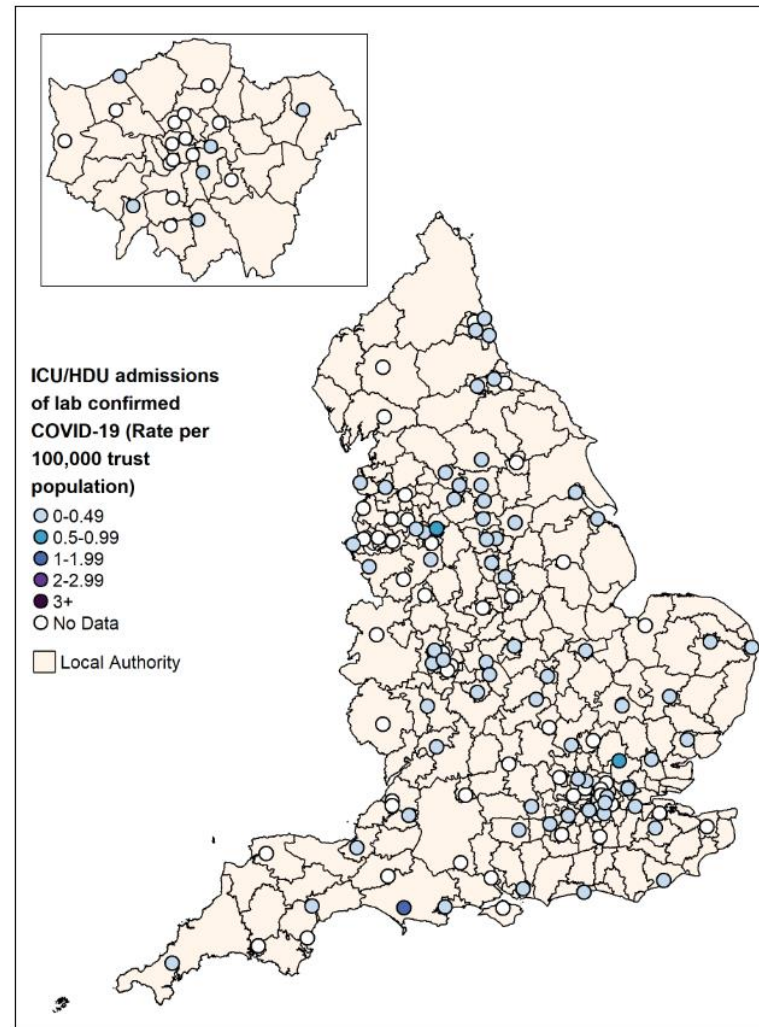 ICU/HDU admissions
of lab confirmed
COVID-19 (Rate per
100,000 trust
population)
0-0.49
0.5-0.99
1-1.99
2-2.99
3+
No Data
Local Authority